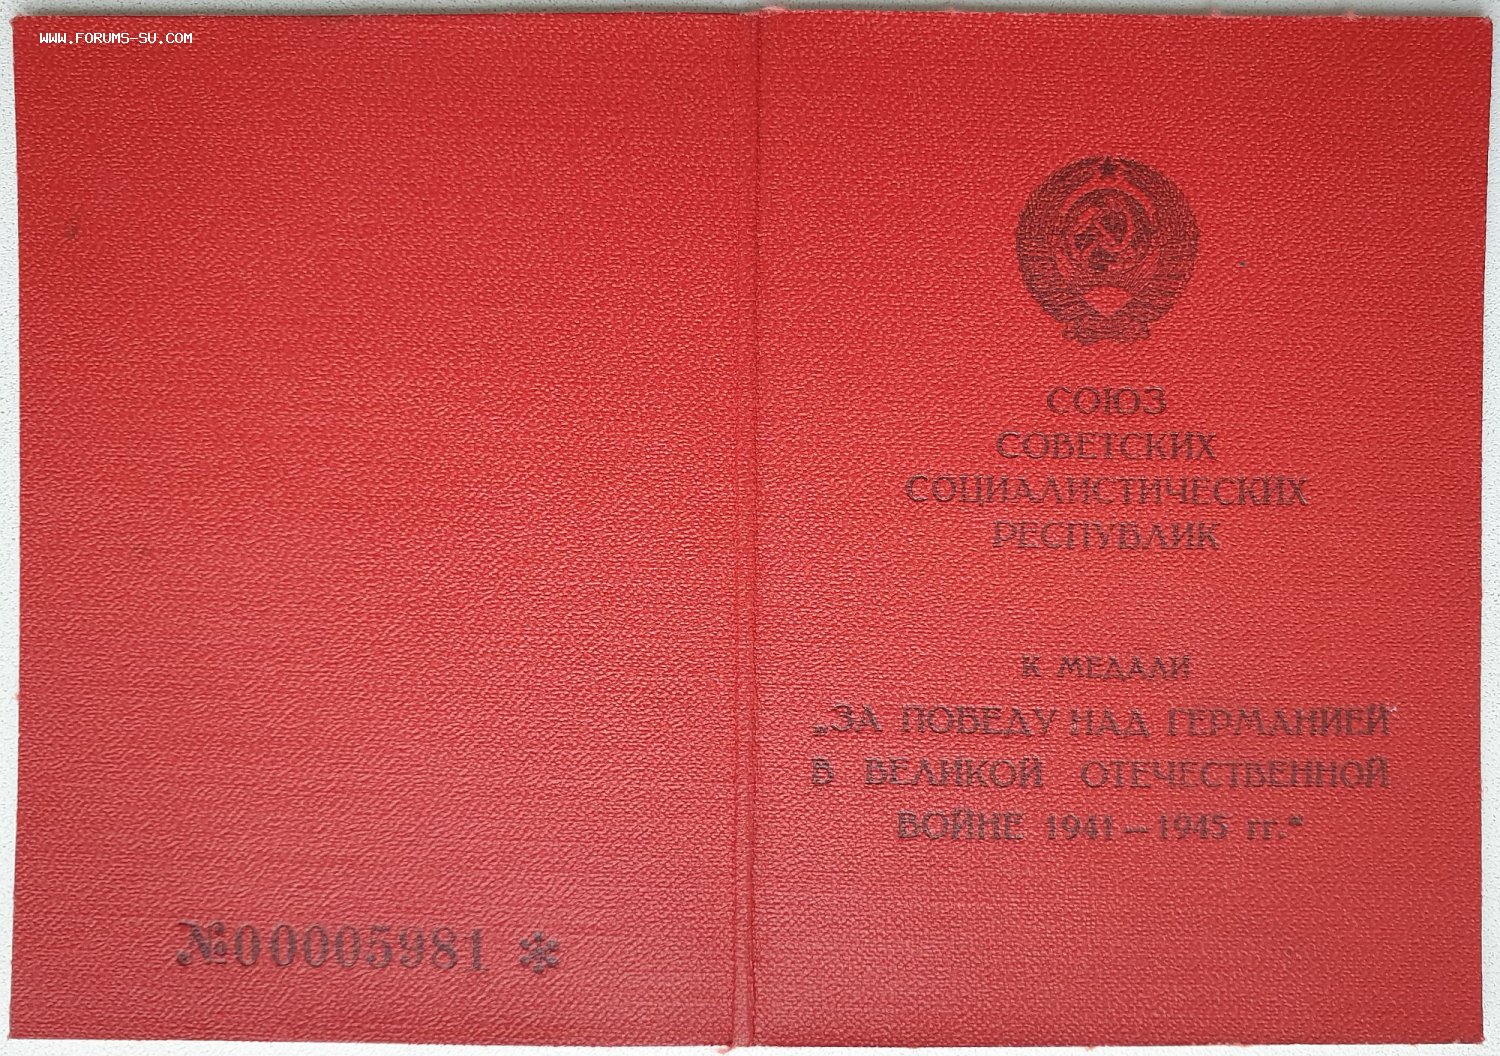 WWW.FORUMS-SU.COM
СОЮЗ
СОВЕТСКИХ
СОЦИАЛИСТИЧЕСКИХ
РЕСПУБЛИК
К МЕДАЛИ
„ЗА ПОБЕДУ НАД ГЕРМАНИЕЙ
В ВЕЛИКОЙ ОТЕЧЕСТВЕННОЙ
ВОЙНЕ 1941—1945 гг.“
№00005981 *